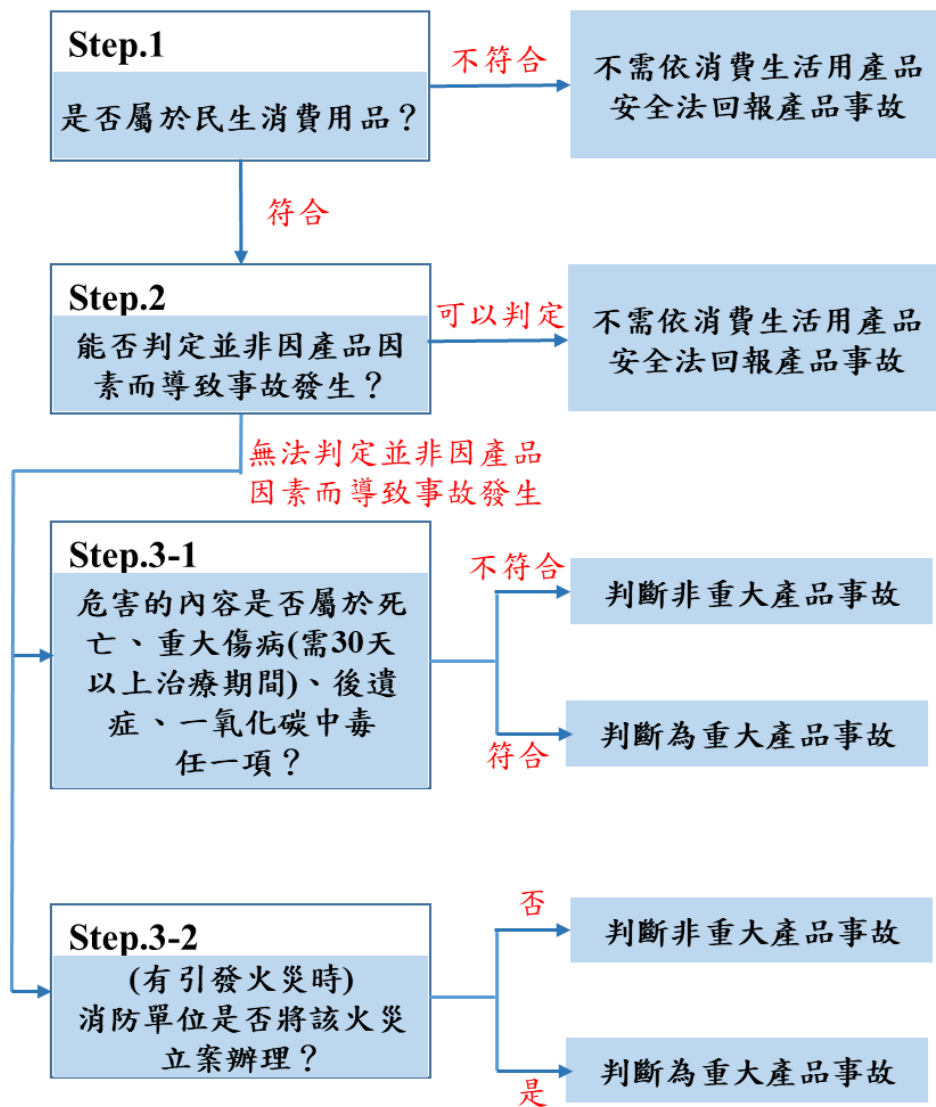 Step.1
是否屬於民生消費用品？
不符合
不需依消費生活用產品
安全法回報產品事故
符合
Step.2
能否判定並非因產品因
素而導致事故發生？
可以判定
不需依消費生活用產品
安全法回報產品事故
無法判定並非因產品
因素而導致事故發生
Step.3-1
危害的內容是否屬於死
亡、重大傷病(需30天
以上治療期間)、後遺
症、一氧化碳中毒
任一項？
不符合
判斷非重大產品事故
符合
判斷為重大產品事故
Step.3-2
(有引發火災時)
消防單位是否將該火災
立案辦理？
否
判斷非重大產品事故
是
判斷為重大產品事故